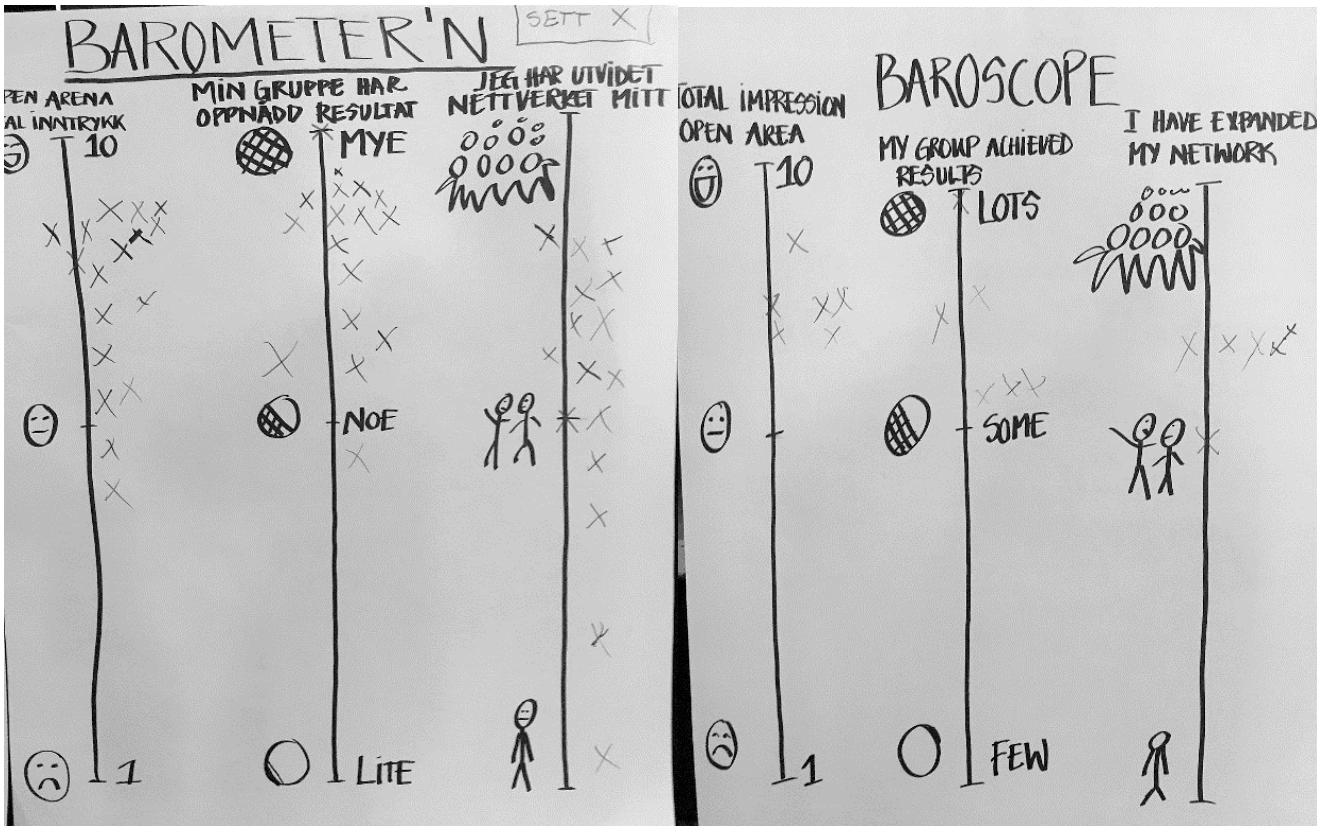 BARØMETER'N
SETT X
PEN ARENA
AL INNTRYKK
10
1
MIN GRUPPE HAR
OPPNÅDD RESULTAT
MYE
NOE
LITE
JEG HAR UTVIDET
NETTVERKET MITT
BAROSCOPE
TOTAL IMPRESSION
OPEN AREA
10
1
MY GROUP ACHIEVED
RESULTS
LOTS
SOME
FEW
I HAVE EXPANDED
MY NETWORK